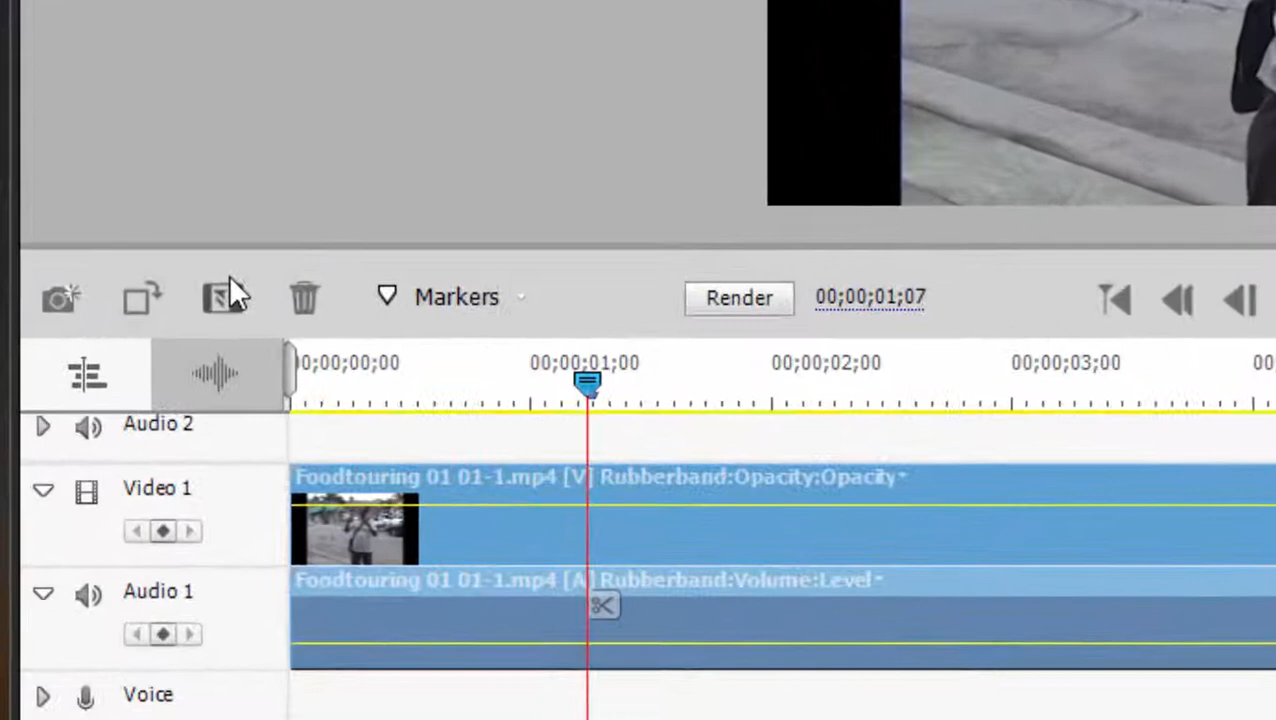 Markers
Render
00;00;01;07
00;00;00;00
00;00;01;00
00;00;02;00
00;00;03;00
Audio 2
Video 1
Foodtouring 01 01-1.mp4 [V] Rubberband:Opacity:Opacity
Audio 1
Foodtouring 01 01-1.mp4 [A] Rubberband:Volume:Level
Voice